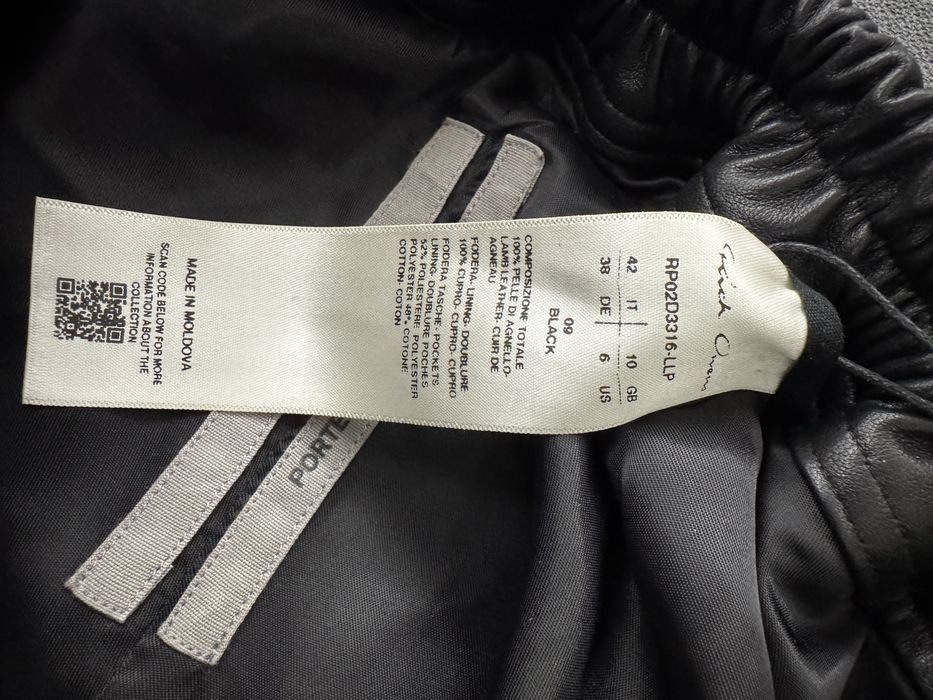 Rick Owens
RP02D3316-LLP
42 IT 10 GB
38 DE 6 US
09
BLACK
COMPOSIZIONE TOTALE
100% PELLE DI AGNELLO-
LAMB LEATHER- CUIR DE
AGNEAU
FODERA- LINING- DOUBLURE
100% CUPRO- CUPRO- CUPRO
FODERA TASCHE- POCKETS
LINING- DOUBLURE POCHES
52% POLIESTERE- POLYESTER
POLYESTER 48% COTONE-
COTTON- COTON
MADE IN MOLDOVA
SCAN CODE BELOW FOR MORE
INFORMATION ABOUT THE
COLLECTION
PORTE